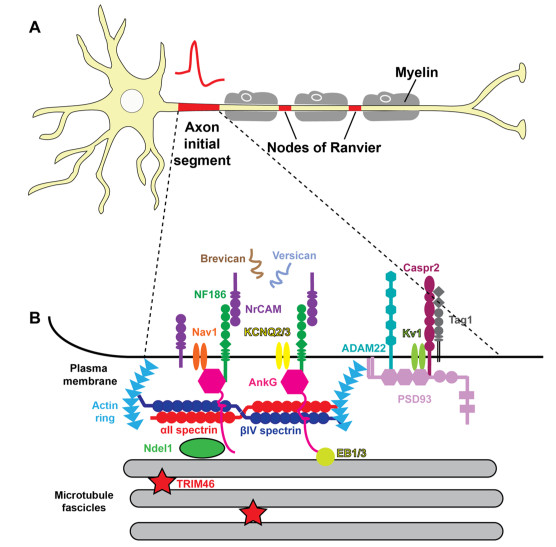 A
Myelin
Axon
initial
segment
Nodes of Ranvier
Brevican
Versican
Caspr2
NF186
NrCAM
B
Nav1
KCNQ2/3
Tag1
Kv1
ADAM22
Plasma
membrane
AnkG
PSD93
Actin
ring
αII spectrin
βIV spectrin
Ndel1
EB1/3
TRIM46
Microtubule
fascicles